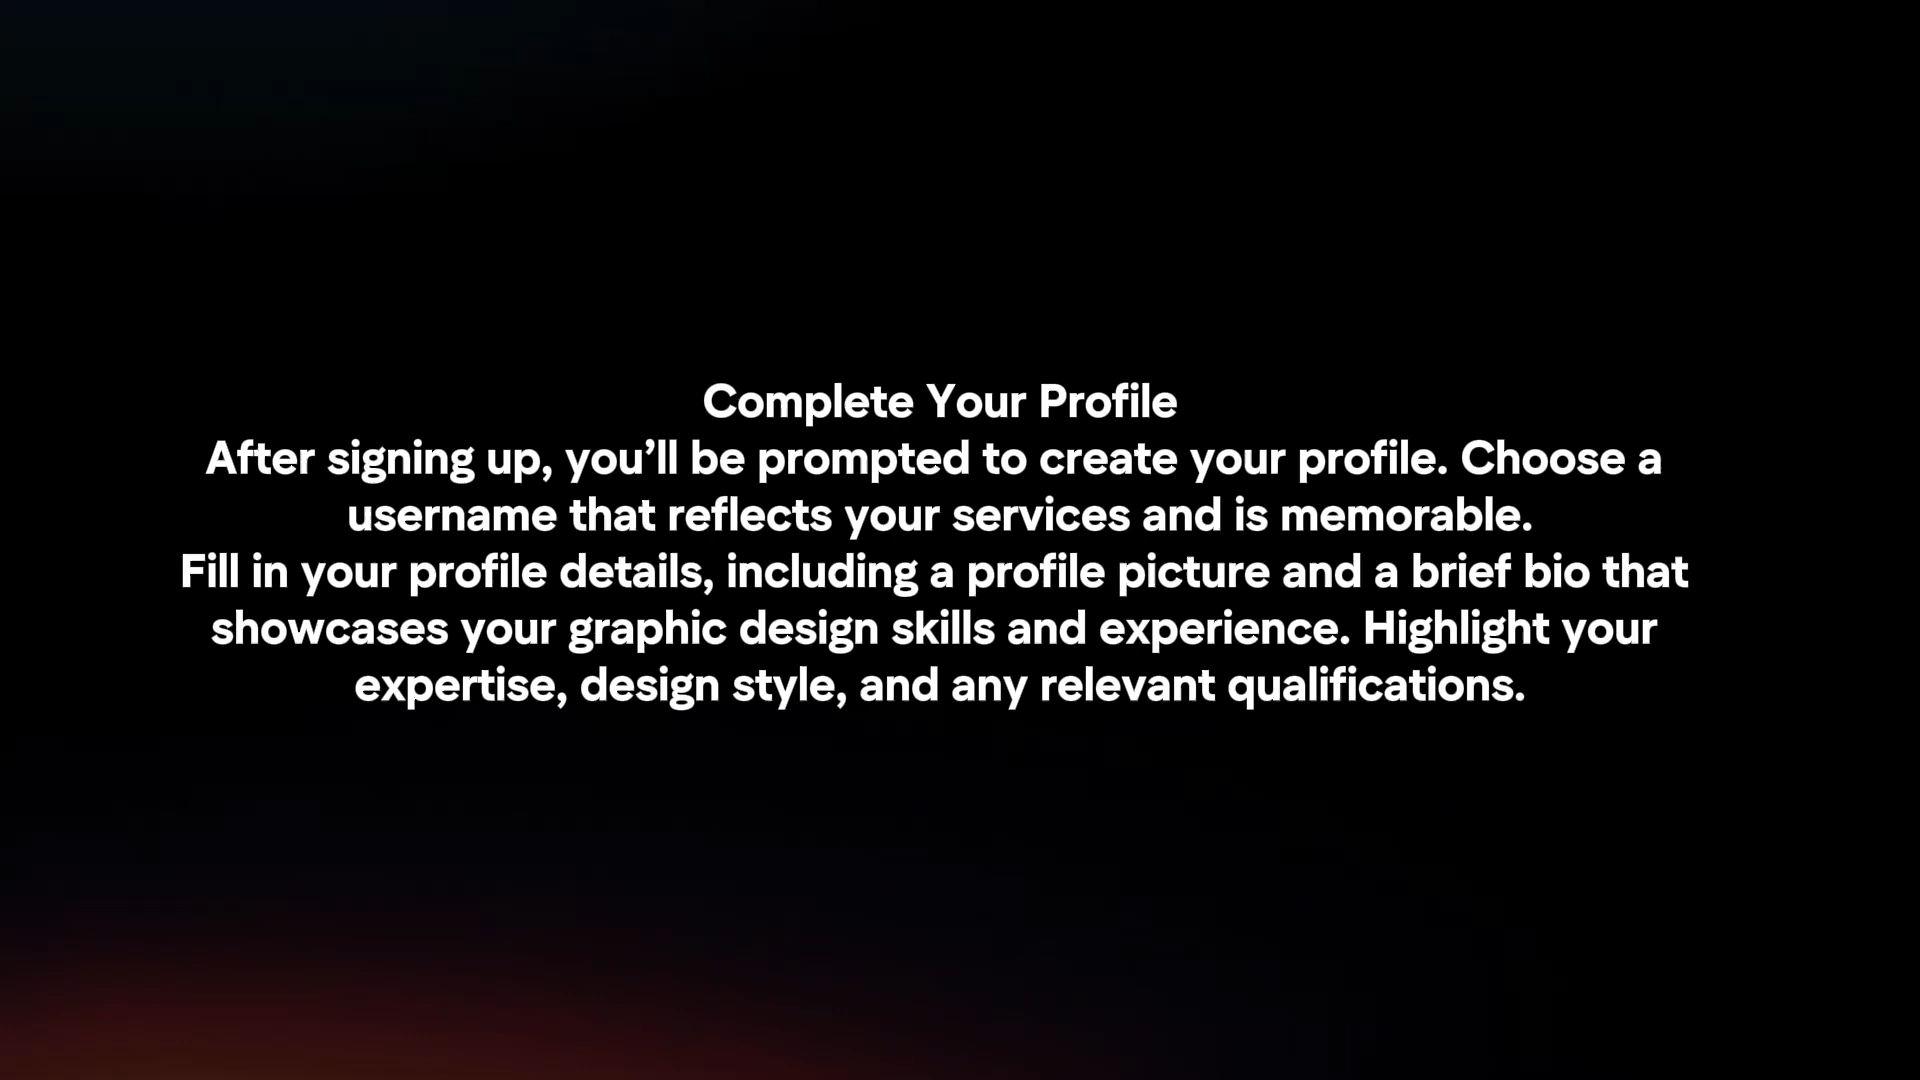 Complete Your Profile
After signing up, you’ll be prompted to create your profile. Choose a
username that reflects your services and is memorable.
Fill in your profile details, including a profile picture and a brief bio that
showcases your graphic design skills and experience. Highlight your
expertise, design style, and any relevant qualifications.